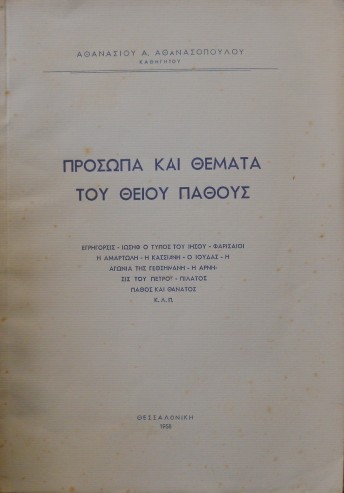 ΑΘΑΝΑΣΙΟΥ Α. ΑΘΑΝΑΣΟΠΟΥΛΟΥ
ΚΑΘΗΓΗΤΟΥ
ΠΡΟΣΩΠΑ ΚΑΙ ΘΕΜΑΤΑ
ΤΟΥ ΘΕΙΟΥ ΠΑΘΟΥΣ
ΕΓΡΗΓΟΡΣΙΣ - ΙΩΣΗΦ Ο ΤΥΠΟΣ ΤΟΥ ΙΗΣΟΥ - ΦΑΡΙΣΑΙΟΙ
Η ΑΜΑΡΤΩΛΗ - Η ΚΑΣΣΙΑΝΗ - Ο ΙΟΥΔΑΣ - Η
ΑΓΩΝΙΑ ΤΗΣ ΓΕΘΣΗΜΑΝΗ - Η ΑΡΝΗ-
ΣΙΣ ΤΟΥ ΠΕΤΡΟΥ - ΠΙΛΑΤΟΣ
ΠΑΘΟΣ ΚΑΙ ΘΑΝΑΤΟΣ
Κ.Λ.Π.
ΘΕΣΣΑΛΟΝΙΚΗ